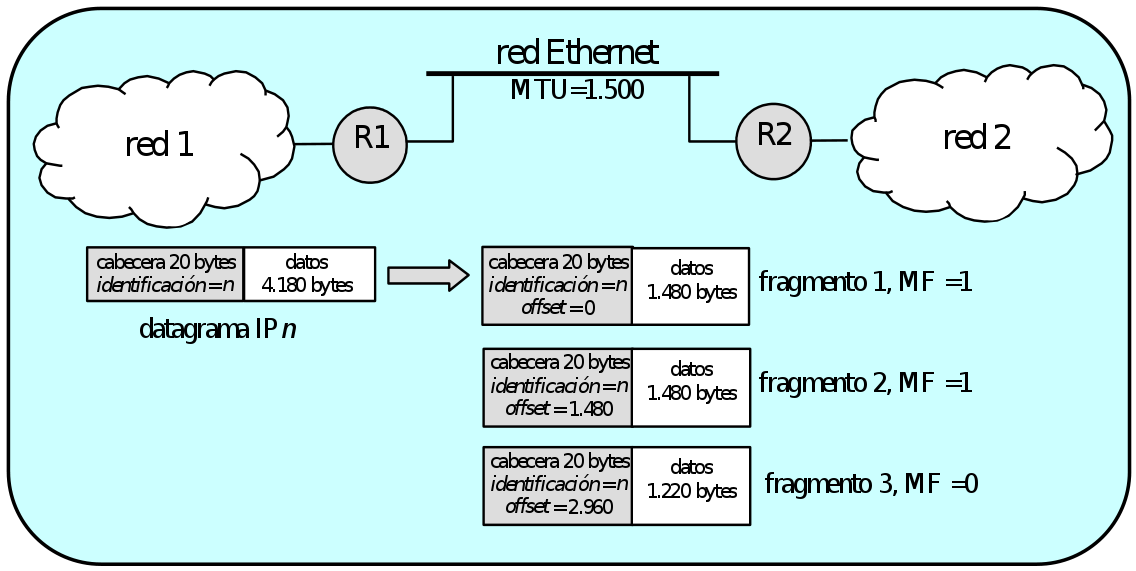 red Ethernet
MTU=1.500
red 1
R1
R2
red 2
cabecera 20 bytes
identificación=n
datos
4.180 bytes
datagrama IP n
cabecera 20 bytes
identificación=n
offset=0
datos
1.480 bytes
fragmento 1, MF =1
cabecera 20 bytes
identificación=n
offset=1.480
datos
1.480 bytes
fragmento 2, MF =1
cabecera 20 bytes
identificación=n
offset=2.960
datos
1.220 bytes
fragmento 3, MF =0